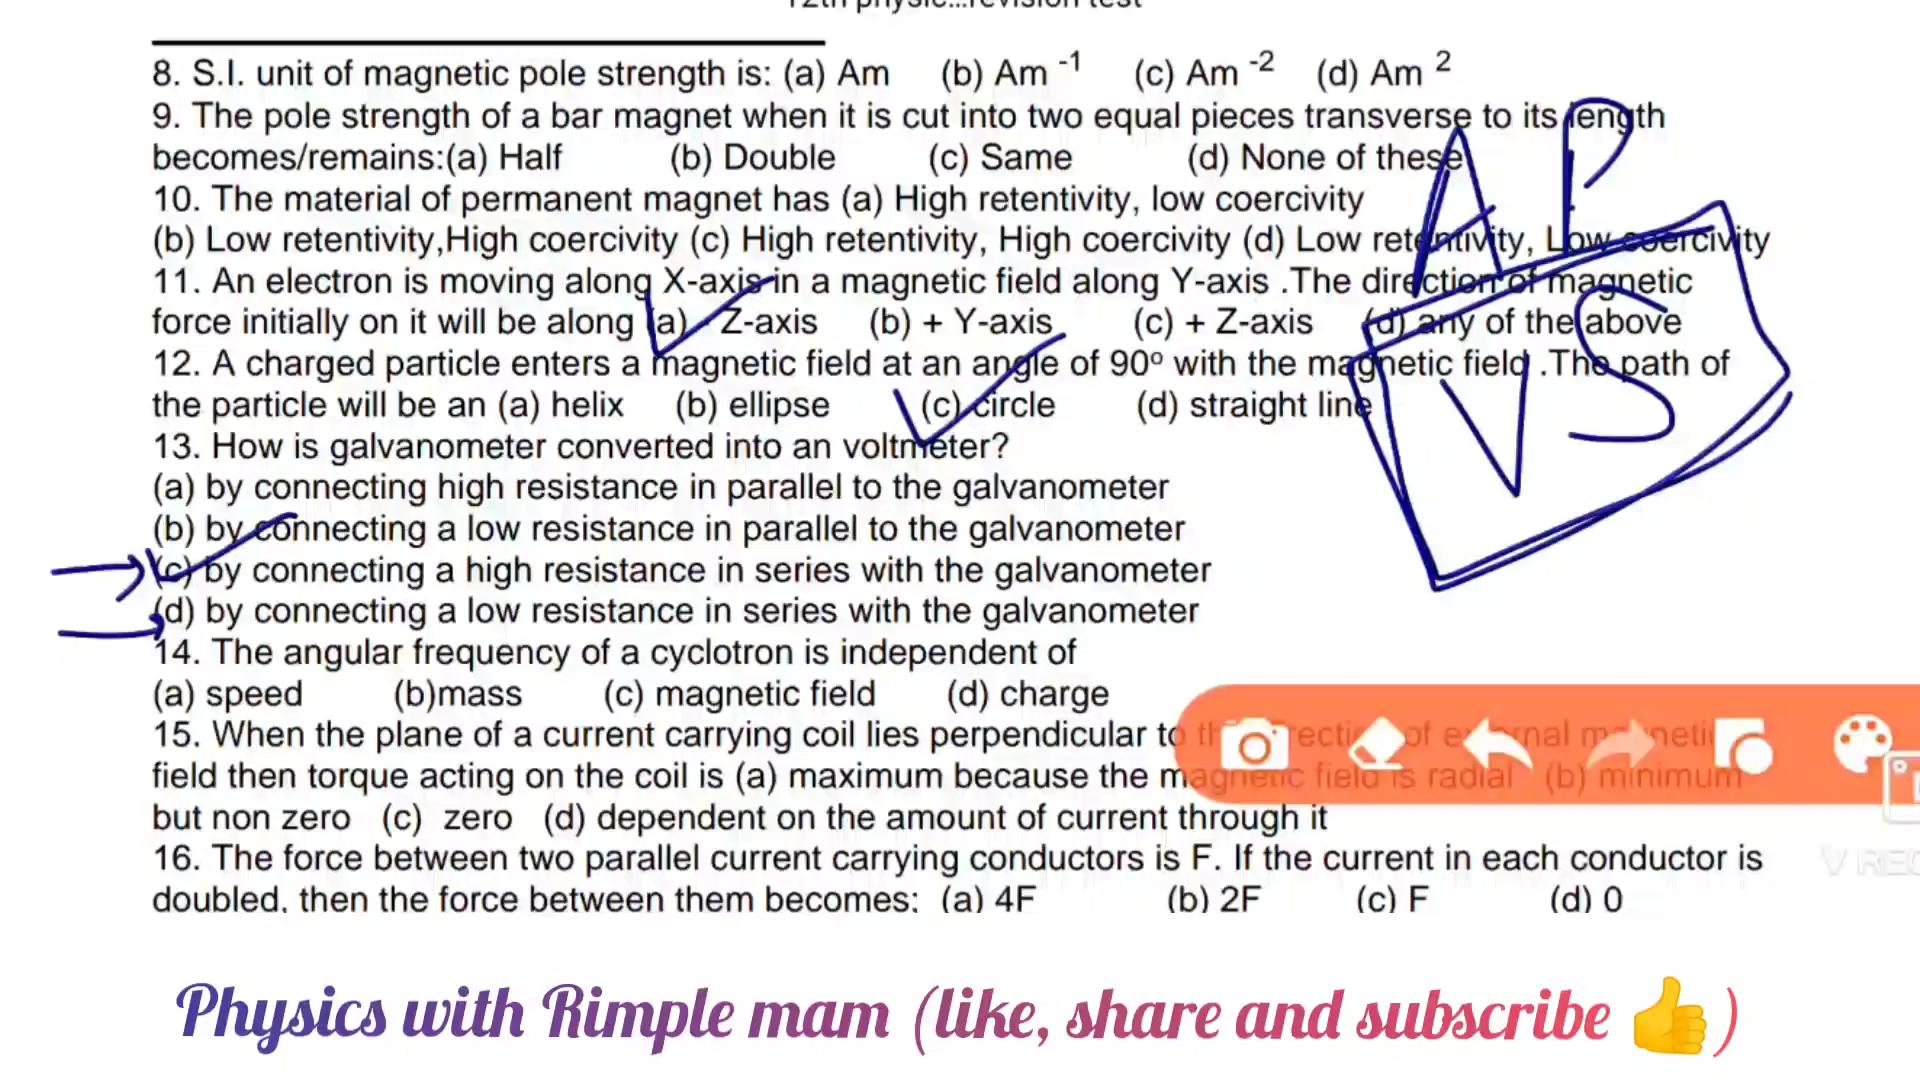 12th physic...revision test
8. S.I. unit of magnetic pole strength is: (a) Am (b) Am -1 (c) Am -2 (d) Am 2
9. The pole strength of a bar magnet when it is cut into two equal pieces transverse to its length
becomes/remains:(a) Half (b) Double (c) Same (d) None of these
10. The material of permanent magnet has (a) High retentivity, low coercivity
(b) Low retentivity,High coercivity (c) High retentivity, High coercivity (d) Low retentivity, Low coercivity
11. An electron is moving along X-axis in a magnetic field along Y-axis .The direction of magnetic
force initially on it will be along (a) - Z-axis (b) + Y-axis (c) + Z-axis (d) any of the above
12. A charged particle enters a magnetic field at an angle of 90º with the magnetic field .The path of
the particle will be an (a) helix (b) ellipse (c) circle (d) straight line
13. How is galvanometer converted into an voltmeter?
(a) by connecting high resistance in parallel to the galvanometer
(b) by connecting a low resistance in parallel to the galvanometer
(c) by connecting a high resistance in series with the galvanometer
(d) by connecting a low resistance in series with the galvanometer
14. The angular frequency of a cyclotron is independent of
(a) speed (b)mass (c) magnetic field (d) charge
15. When the plane of a current carrying coil lies perpendicular to the direction of external magnetic
field then torque acting on the coil is (a) maximum because the magnetic field is radial (b) minimum
but non zero (c) zero (d) dependent on the amount of current through it
16. The force between two parallel current carrying conductors is F. If the current in each conductor is
doubled, then the force between them becomes: (a) 4F (b) 2F (c) F (d) 0
A P
V S
V REC
Physics with Rimple mam (like, share and subscribe 👍)